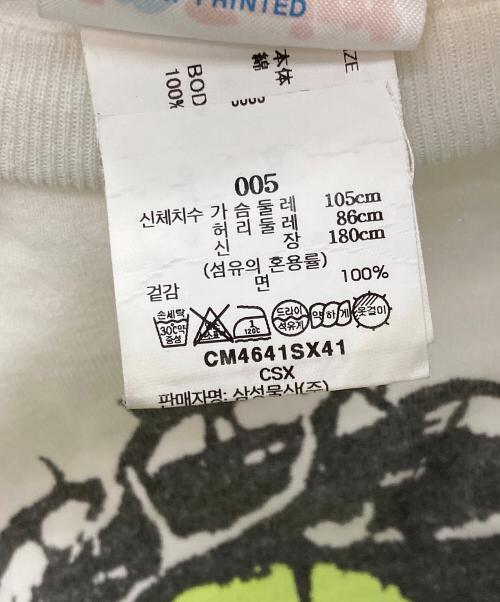 PRINTED
SIZE
本体
綿
BOD
100%
005
신체치수 가 슴 둘 레 105cm
허 리 둘 레 86cm
신 장 180cm
(섬유의 혼용률)
겉감 면 100%
손세탁 30℃약 중성 1 120℃ 드라이 석유계 약하게 옷걸이
CM4641SX41
CSX
판매자명: 삼성물산(주)